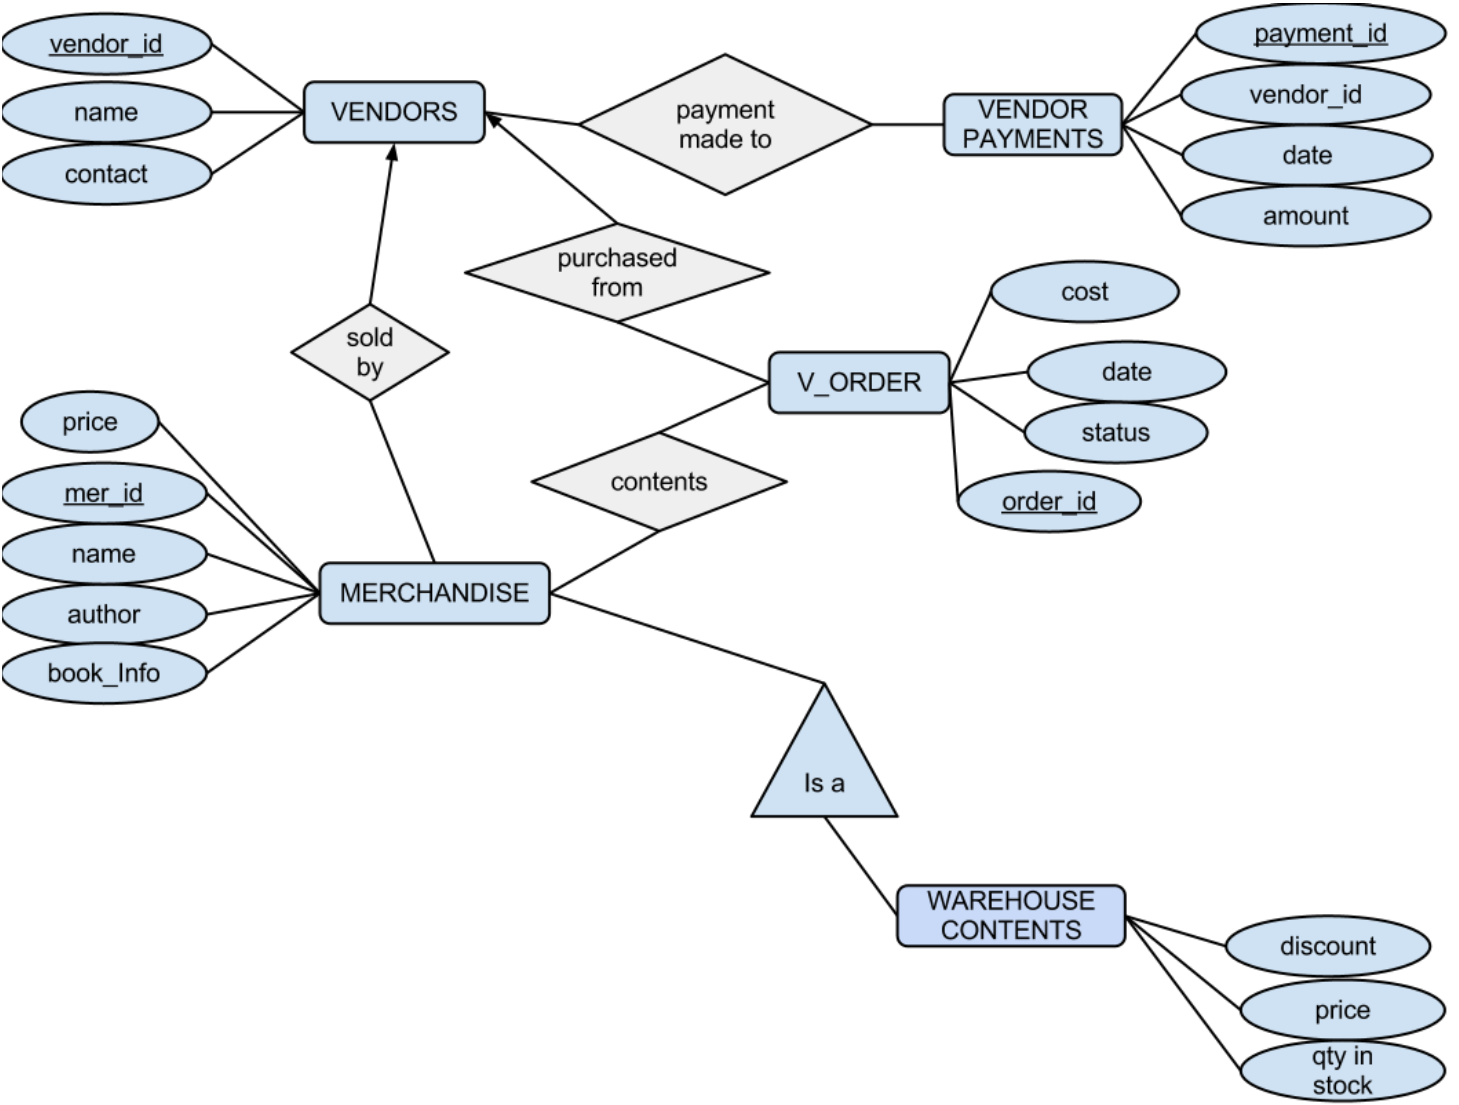 vendor_id
name
contact
VENDORS
payment
made to
VENDOR
PAYMENTS
payment_id
vendor_id
date
amount
purchased
from
sold
by
V_ORDER
cost
date
status
order_id
contents
price
mer_id
name
author
book_Info
MERCHANDISE
Is a
WAREHOUSE
CONTENTS
discount
price
qty in
stock